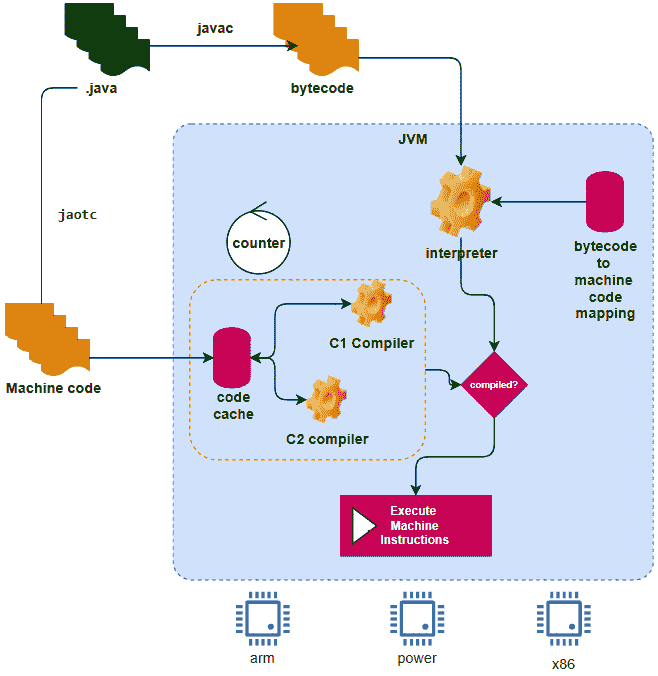 javac
.java
bytecode
JVM
jaotc
counter
interpreter
bytecode
to
machine
code
mapping
C1 Compiler
Machine code
code
cache
compiled?
C2 compiler
Execute
Machine
Instructions
arm
power
x86